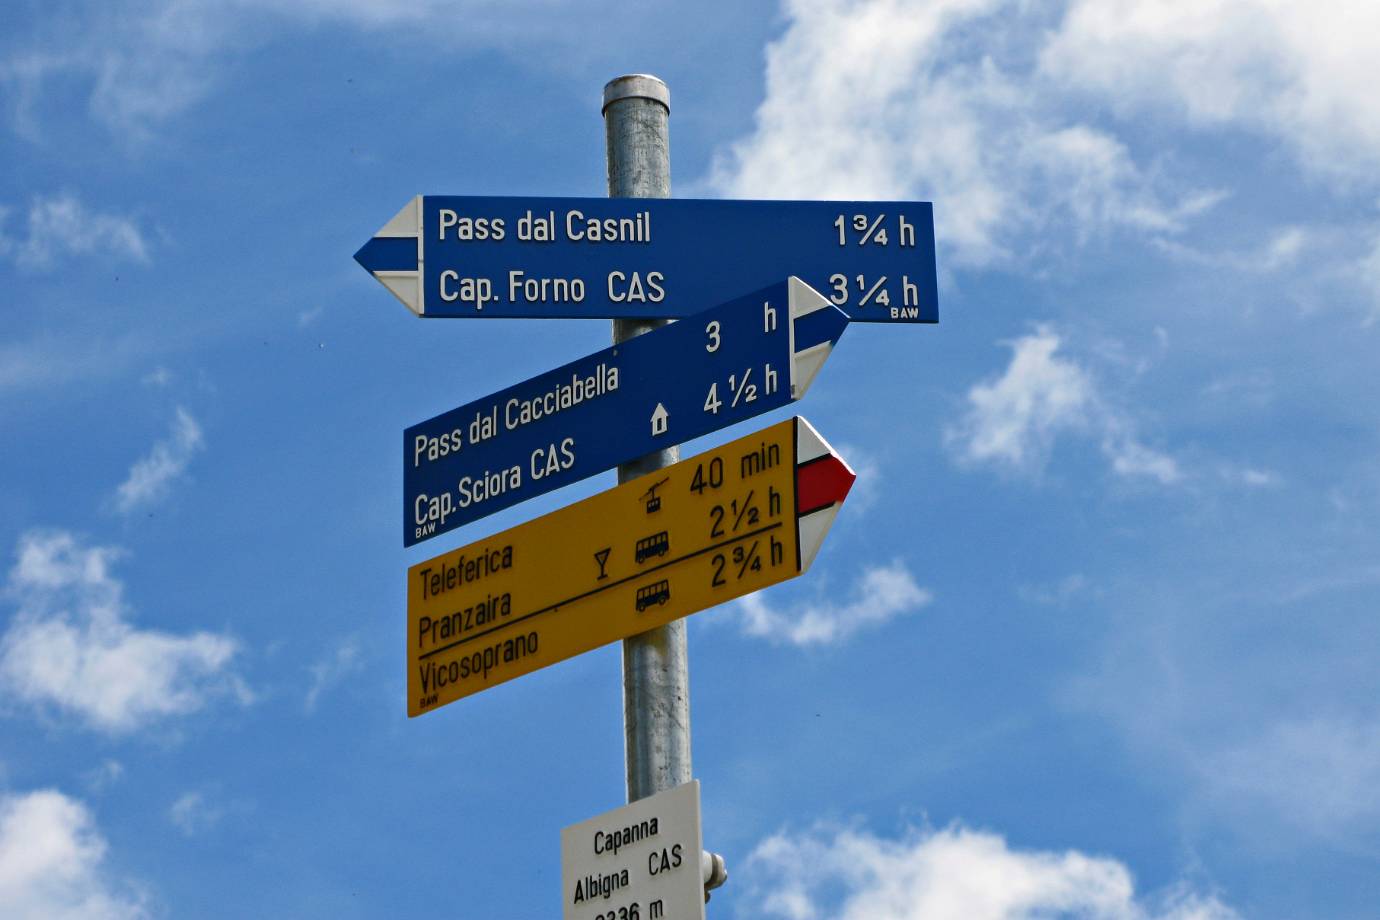 Pass dal Casnil 1¾ h
Cap. Forno CAS 3¼ h
BAW
Pass dal Cacciabella 3 h
Cap. Sciora CAS 4½ h
BAW
Teleferica 40 min
Pranzaira 2½ h
Vicosoprano 2¾ h
BAW
Capanna
Albigna CAS
2336 m